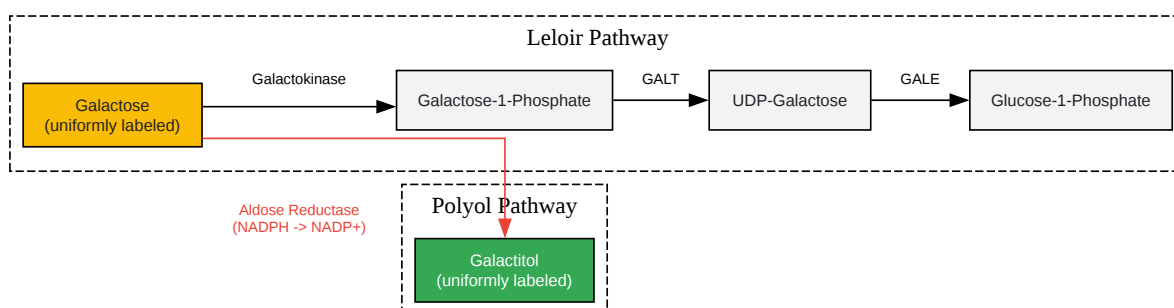 Leloir Pathway
Galactokinase
GALT
GALE
Galactose
(uniformly labeled)
Galactose-1-Phosphate
UDP-Galactose
Glucose-1-Phosphate
Aldose Reductase
(NADPH -> NADP+)
Polyol Pathway
Galactitol
(uniformly labeled)